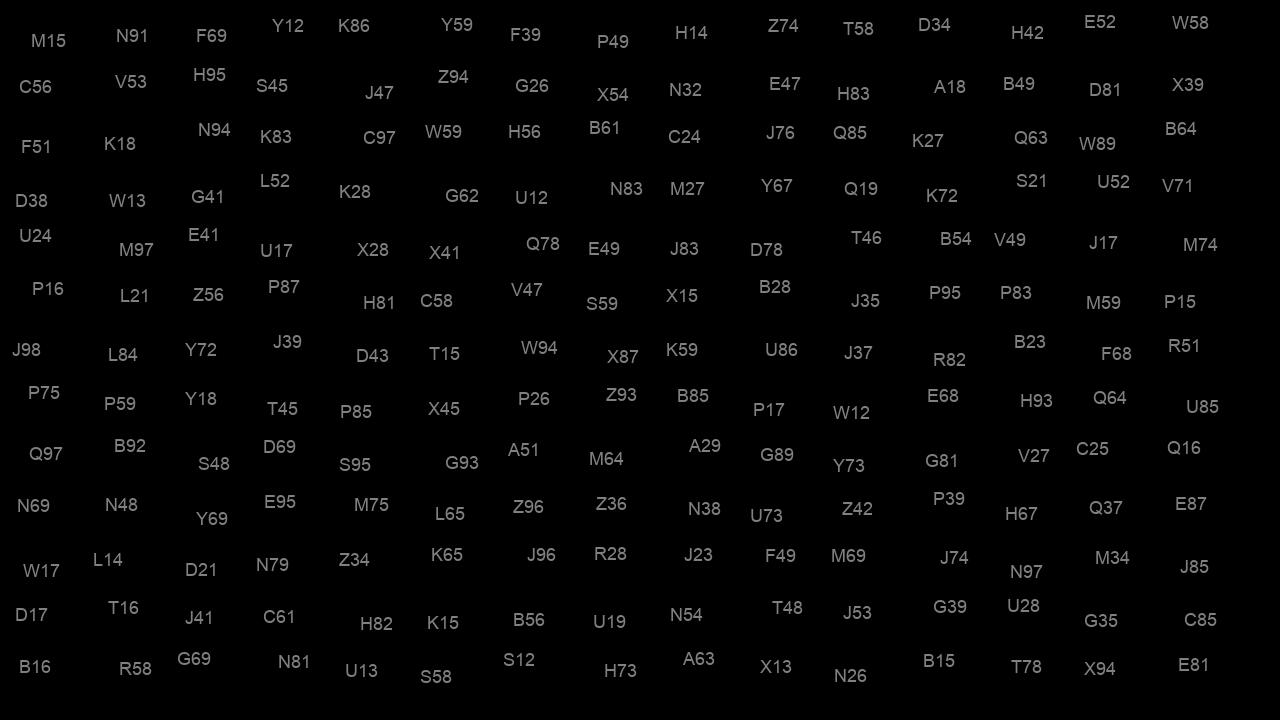 M15 N91 F69 Y12 K86 Y59 F39 P49 H14 Z74 T58 D34 H42 E52 W58
C56 V53 H95 S45 J47 Z94 G26 X54 N32 E47 H83 A18 B49 D81 X39
F51 K18 N94 K83 C97 W59 H56 B61 C24 J76 Q85 K27 Q63 W89 B64
D38 W13 G41 L52 K28 G62 U12 N83 M27 Y67 Q19 K72 S21 U52 V71
U24 M97 E41 U17 X28 X41 Q78 E49 J83 D78 T46 B54 V49 J17 M74
P16 L21 Z56 P87 H81 C58 V47 S59 X15 B28 J35 P95 P83 M59 P15
J98 L84 Y72 J39 D43 T15 W94 X87 K59 U86 J37 R82 B23 F68 R51
P75 P59 Y18 T45 P85 X45 P26 Z93 B85 P17 W12 E68 H93 Q64 U85
Q97 B92 S48 D69 S95 G93 A51 M64 A29 G89 Y73 G81 V27 C25 Q16
N69 N48 Y69 E95 M75 L65 Z96 Z36 N38 U73 Z42 P39 H67 Q37 E87
W17 L14 D21 N79 Z34 K65 J96 R28 J23 F49 M69 J74 N97 M34 J85
D17 T16 J41 C61 H82 K15 B56 U19 N54 T48 J53 G39 U28 G35 C85
B16 R58 G69 N81 U13 S58 S12 H73 A63 X13 N26 B15 T78 X94 E81